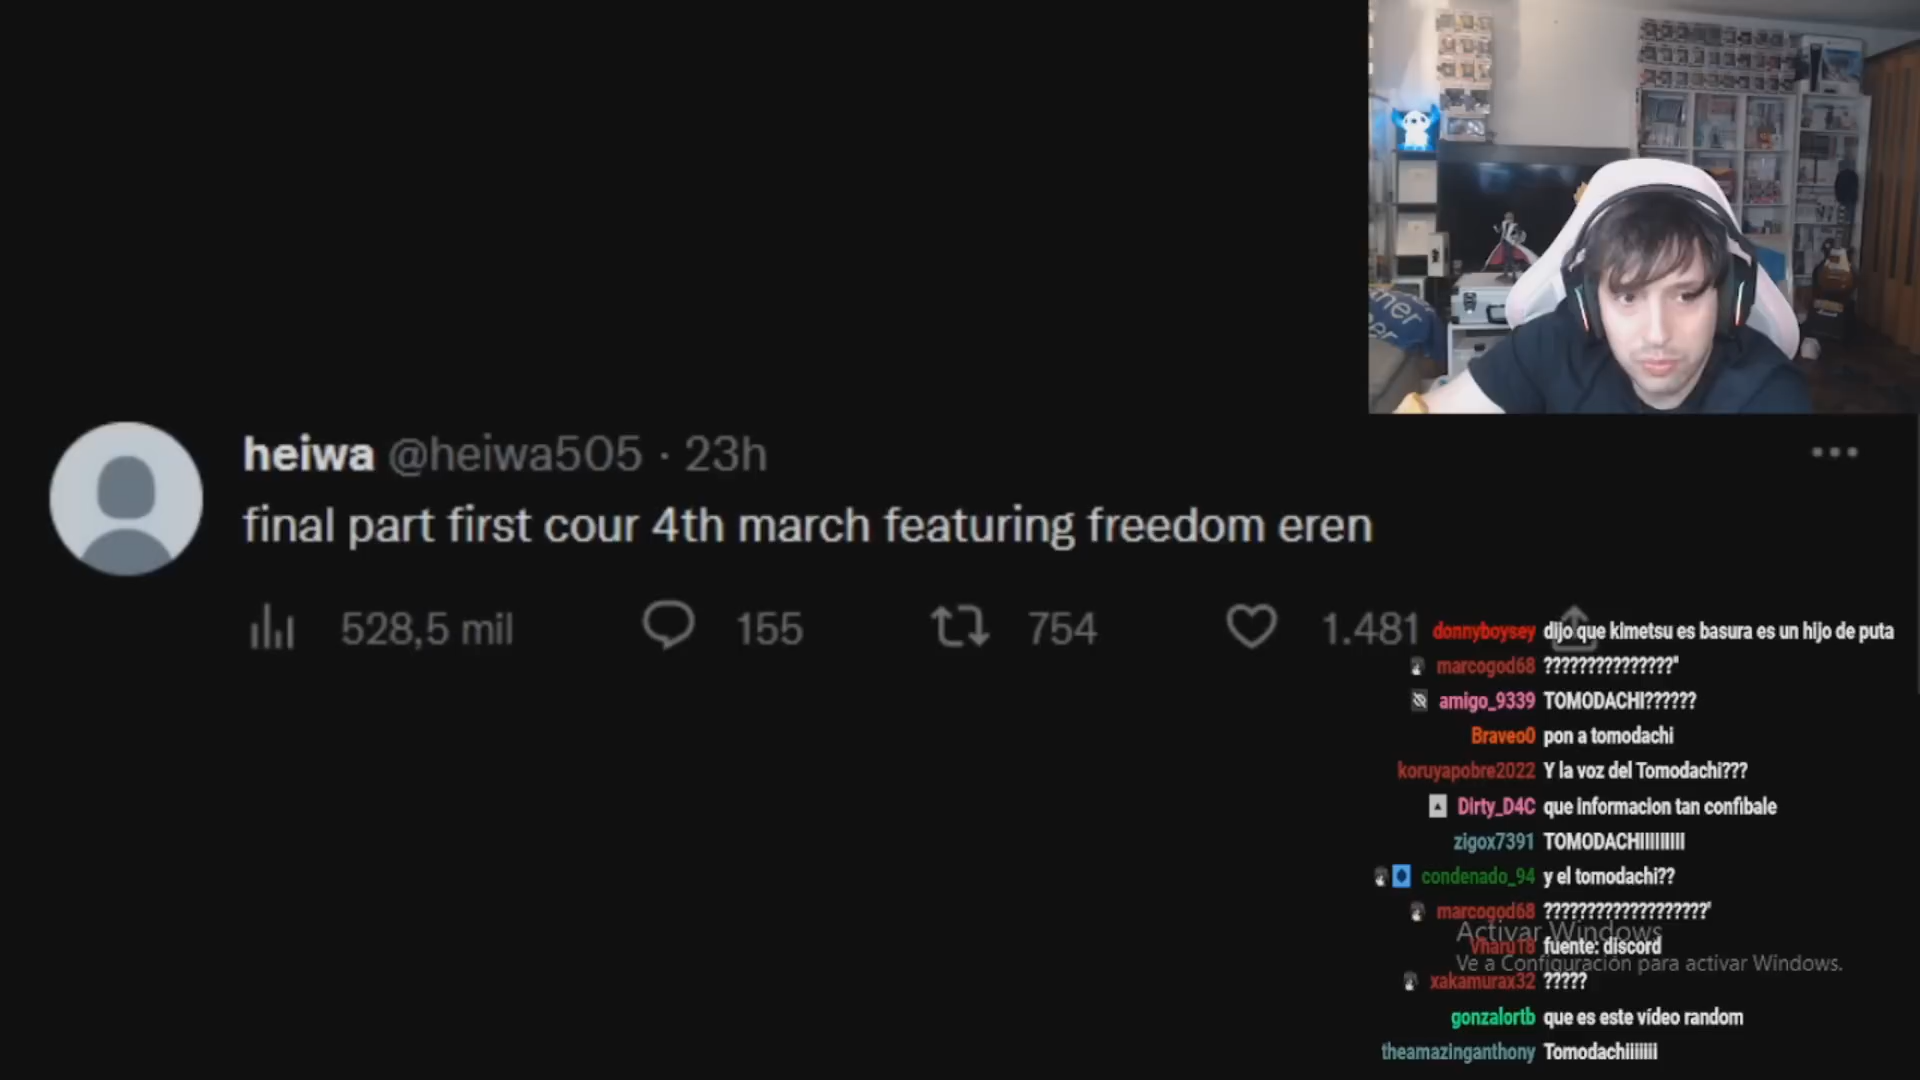 heiwa @heiwa505 · 23h
final part first cour 4th march featuring freedom eren
528,5 mil 155 754 1.481
donnyboysey dijo que kimetsu es basura es un hijo de puta
marcogod68 ???????????????"
amigo_9339 TOMODACHI??????
Braveo0 pon a tomodachi
koruyapobre2022 Y la voz del Tomodachi???
Dirty_D4C que informacion tan confibale
zigox7391 TOMODACHIIIIIIIII
condenado_94 y el tomodachi??
marcogod68 ???????????????????'
Activar Windows
Vharu18 fuente: discord
Ve a Configuración para activar Windows.
xakamurax32 ?????
gonzalortb que es este vídeo random
theamazinganthony Tomodachiiiiiii